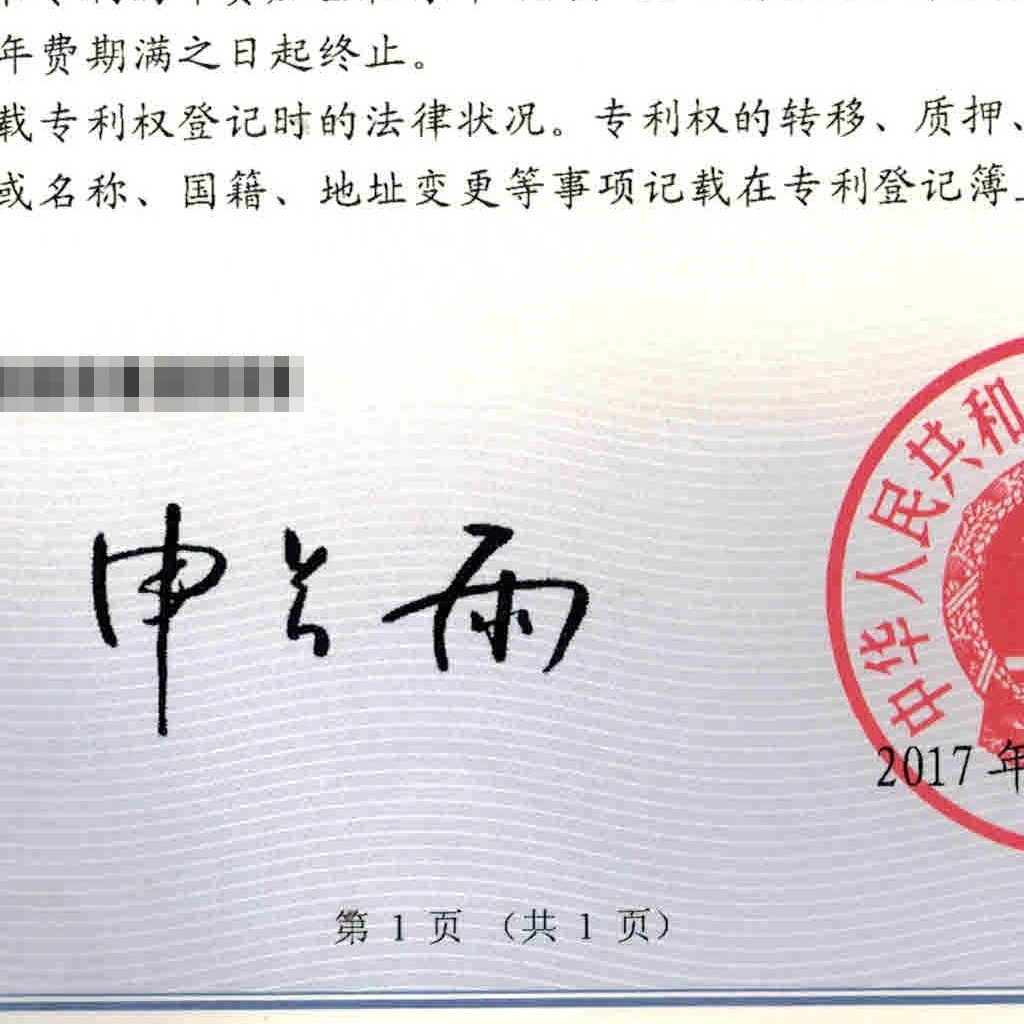 年费期满之日起终止。
载专利权登记时的法律状况。专利权的转移、质押、
或名称、国籍、地址变更等事项记载在专利登记簿上
申长雨
中华人民共和
2017 年
第 1 页 （共 1 页）